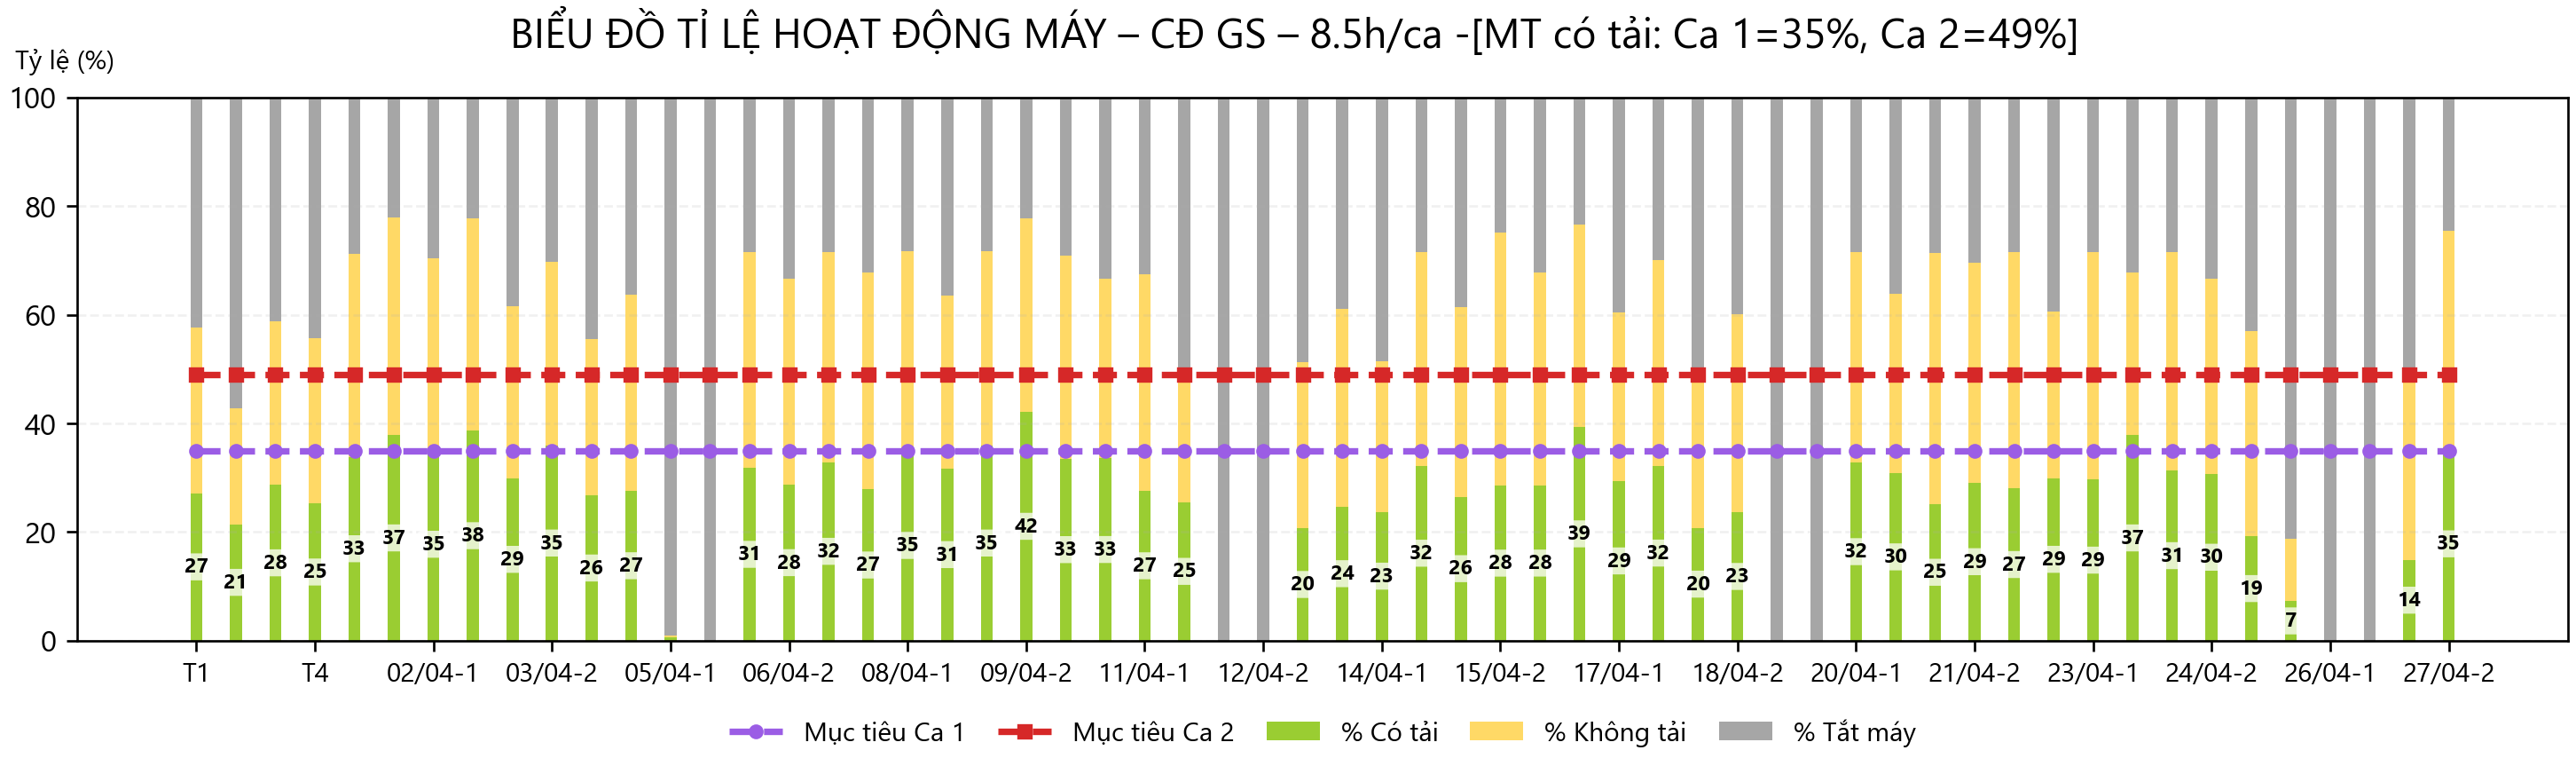 BIỂU ĐỒ TỈ LỆ HOẠT ĐỘNG MÁY – CĐ GS – 8.5h/ca -[MT có tải: Ca 1=35%, Ca 2=49%]
Tỷ lệ (%)
100
80
60
40
20
0
27 21 28 25 33 37 35 38 29 35 26 27 31 28 32 27 35 31 35 42 33 33 27 25 20 24 23 32 26 28 28 39 29 32 20 23 32 30 25 29 27 29 29 37 31 30 19 7 14 35
T1 T4 02/04-1 03/04-2 05/04-1 06/04-2 08/04-1 09/04-2 11/04-1 12/04-2 14/04-1 15/04-2 17/04-1 18/04-2 20/04-1 21/04-2 23/04-1 24/04-2 26/04-1 27/04-2
Mục tiêu Ca 1 Mục tiêu Ca 2 % Có tải % Không tải % Tắt máy